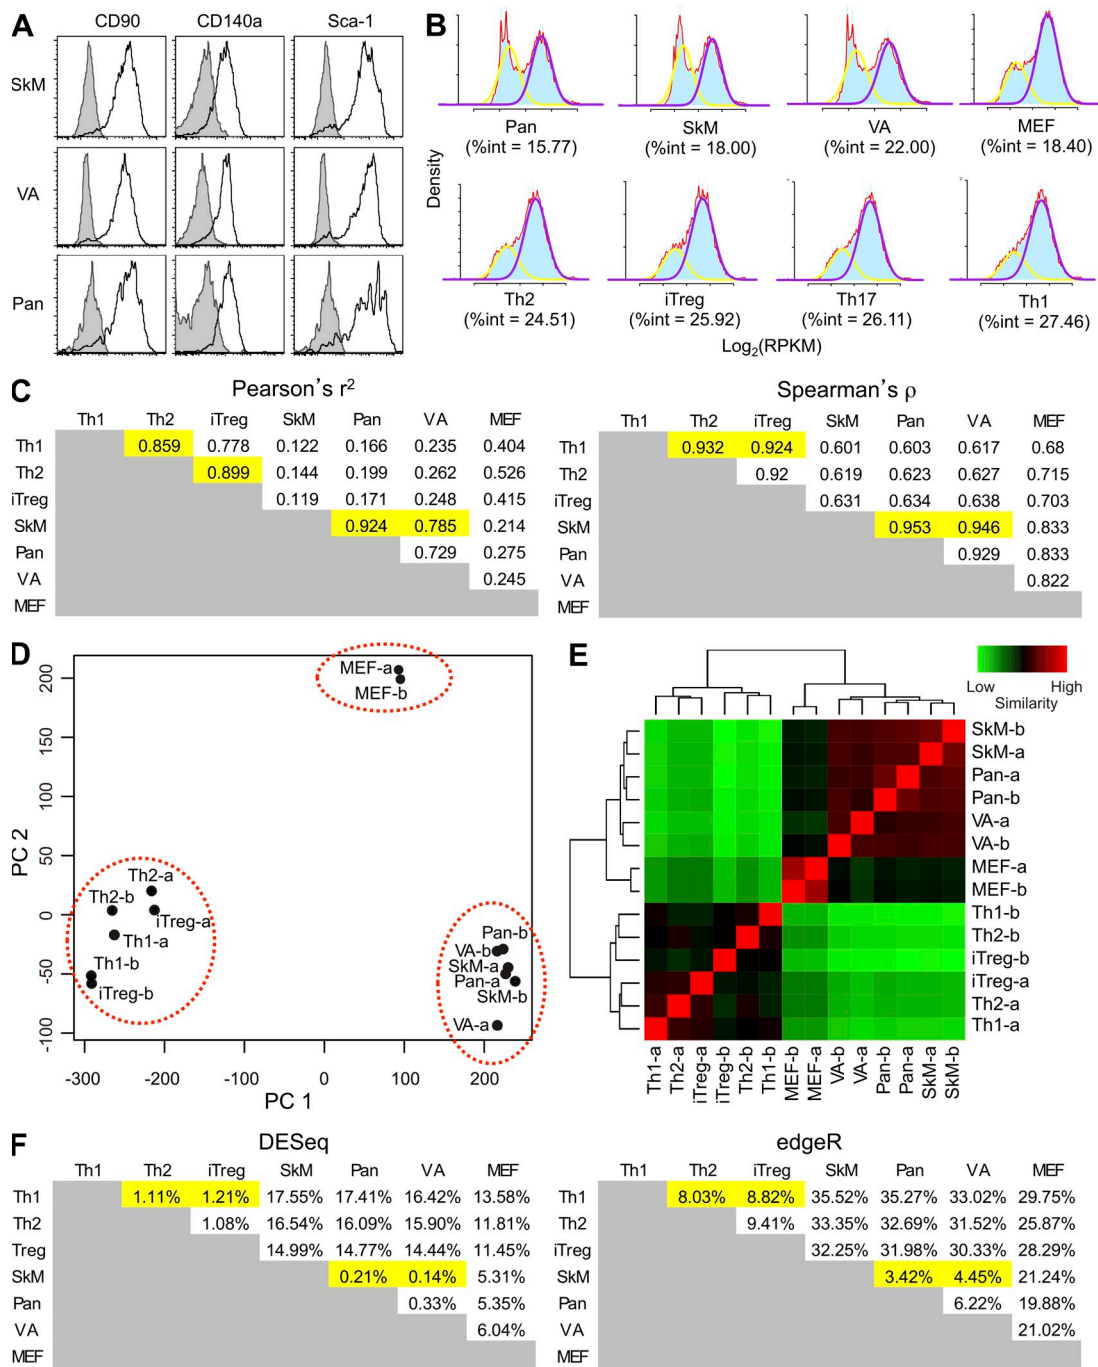 A
CD90 CD140a Sca-1
SkM
VA
Pan
B
Density
Pan SkM VA MEF
(%int = 15.77) (%int = 18.00) (%int = 22.00) (%int = 18.40)
Th2 iTreg Th17 Th1
(%int = 24.51) (%int = 25.92) (%int = 26.11) (%int = 27.46)
Log2(RPKM)
C
Pearson's r²
Th1 Th2 iTreg SkM Pan VA MEF
Th1 0.859 0.778 0.122 0.166 0.235 0.404
Th2 0.899 0.144 0.199 0.262 0.526
iTreg 0.119 0.171 0.248 0.415
SkM 0.924 0.785 0.214
Pan 0.729 0.275
VA 0.245
MEF
Spearman's ρ
Th1 Th2 iTreg SkM Pan VA MEF
Th1 0.932 0.924 0.601 0.603 0.617 0.68
Th2 0.92 0.619 0.623 0.627 0.715
iTreg 0.631 0.634 0.638 0.703
SkM 0.953 0.946 0.833
Pan 0.929 0.833
VA 0.822
MEF
D
PC 2
200
150
100
50
0
-50
-100
MEF-a
MEF-b
Th2-a
Th2-b
iTreg-a
Th1-a
Th1-b
iTreg-b
Pan-b
VA-b
SkM-a
Pan-a
SkM-b
VA-a
-300 -200 -100 0 100 200
PC 1
E
Low High
Similarity
SkM-b
SkM-a
Pan-a
Pan-b
VA-a
VA-b
MEF-a
MEF-b
Th1-b
Th2-b
iTreg-b
iTreg-a
Th2-a
Th1-a
Th1-a Th2-a iTreg-a iTreg-b Th2-b Th1-b MEF-b MEF-a VA-b VA-a Pan-b Pan-a SkM-a SkM-b
F
DESeq
Th1 Th2 iTreg SkM Pan VA MEF
Th1 1.11% 1.21% 17.55% 17.41% 16.42% 13.58%
Th2 1.08% 16.54% 16.09% 15.90% 11.81%
Treg 14.99% 14.77% 14.44% 11.45%
SkM 0.21% 0.14% 5.31%
Pan 0.33% 5.35%
VA 6.04%
MEF
edgeR
Th1 Th2 iTreg SkM Pan VA MEF
Th1 8.03% 8.82% 35.52% 35.27% 33.02% 29.75%
Th2 9.41% 33.35% 32.69% 31.52% 25.87%
iTreg 32.25% 31.98% 30.33% 28.29%
SkM 3.42% 4.45% 21.24%
Pan 6.22% 19.88%
VA 21.02%
MEF